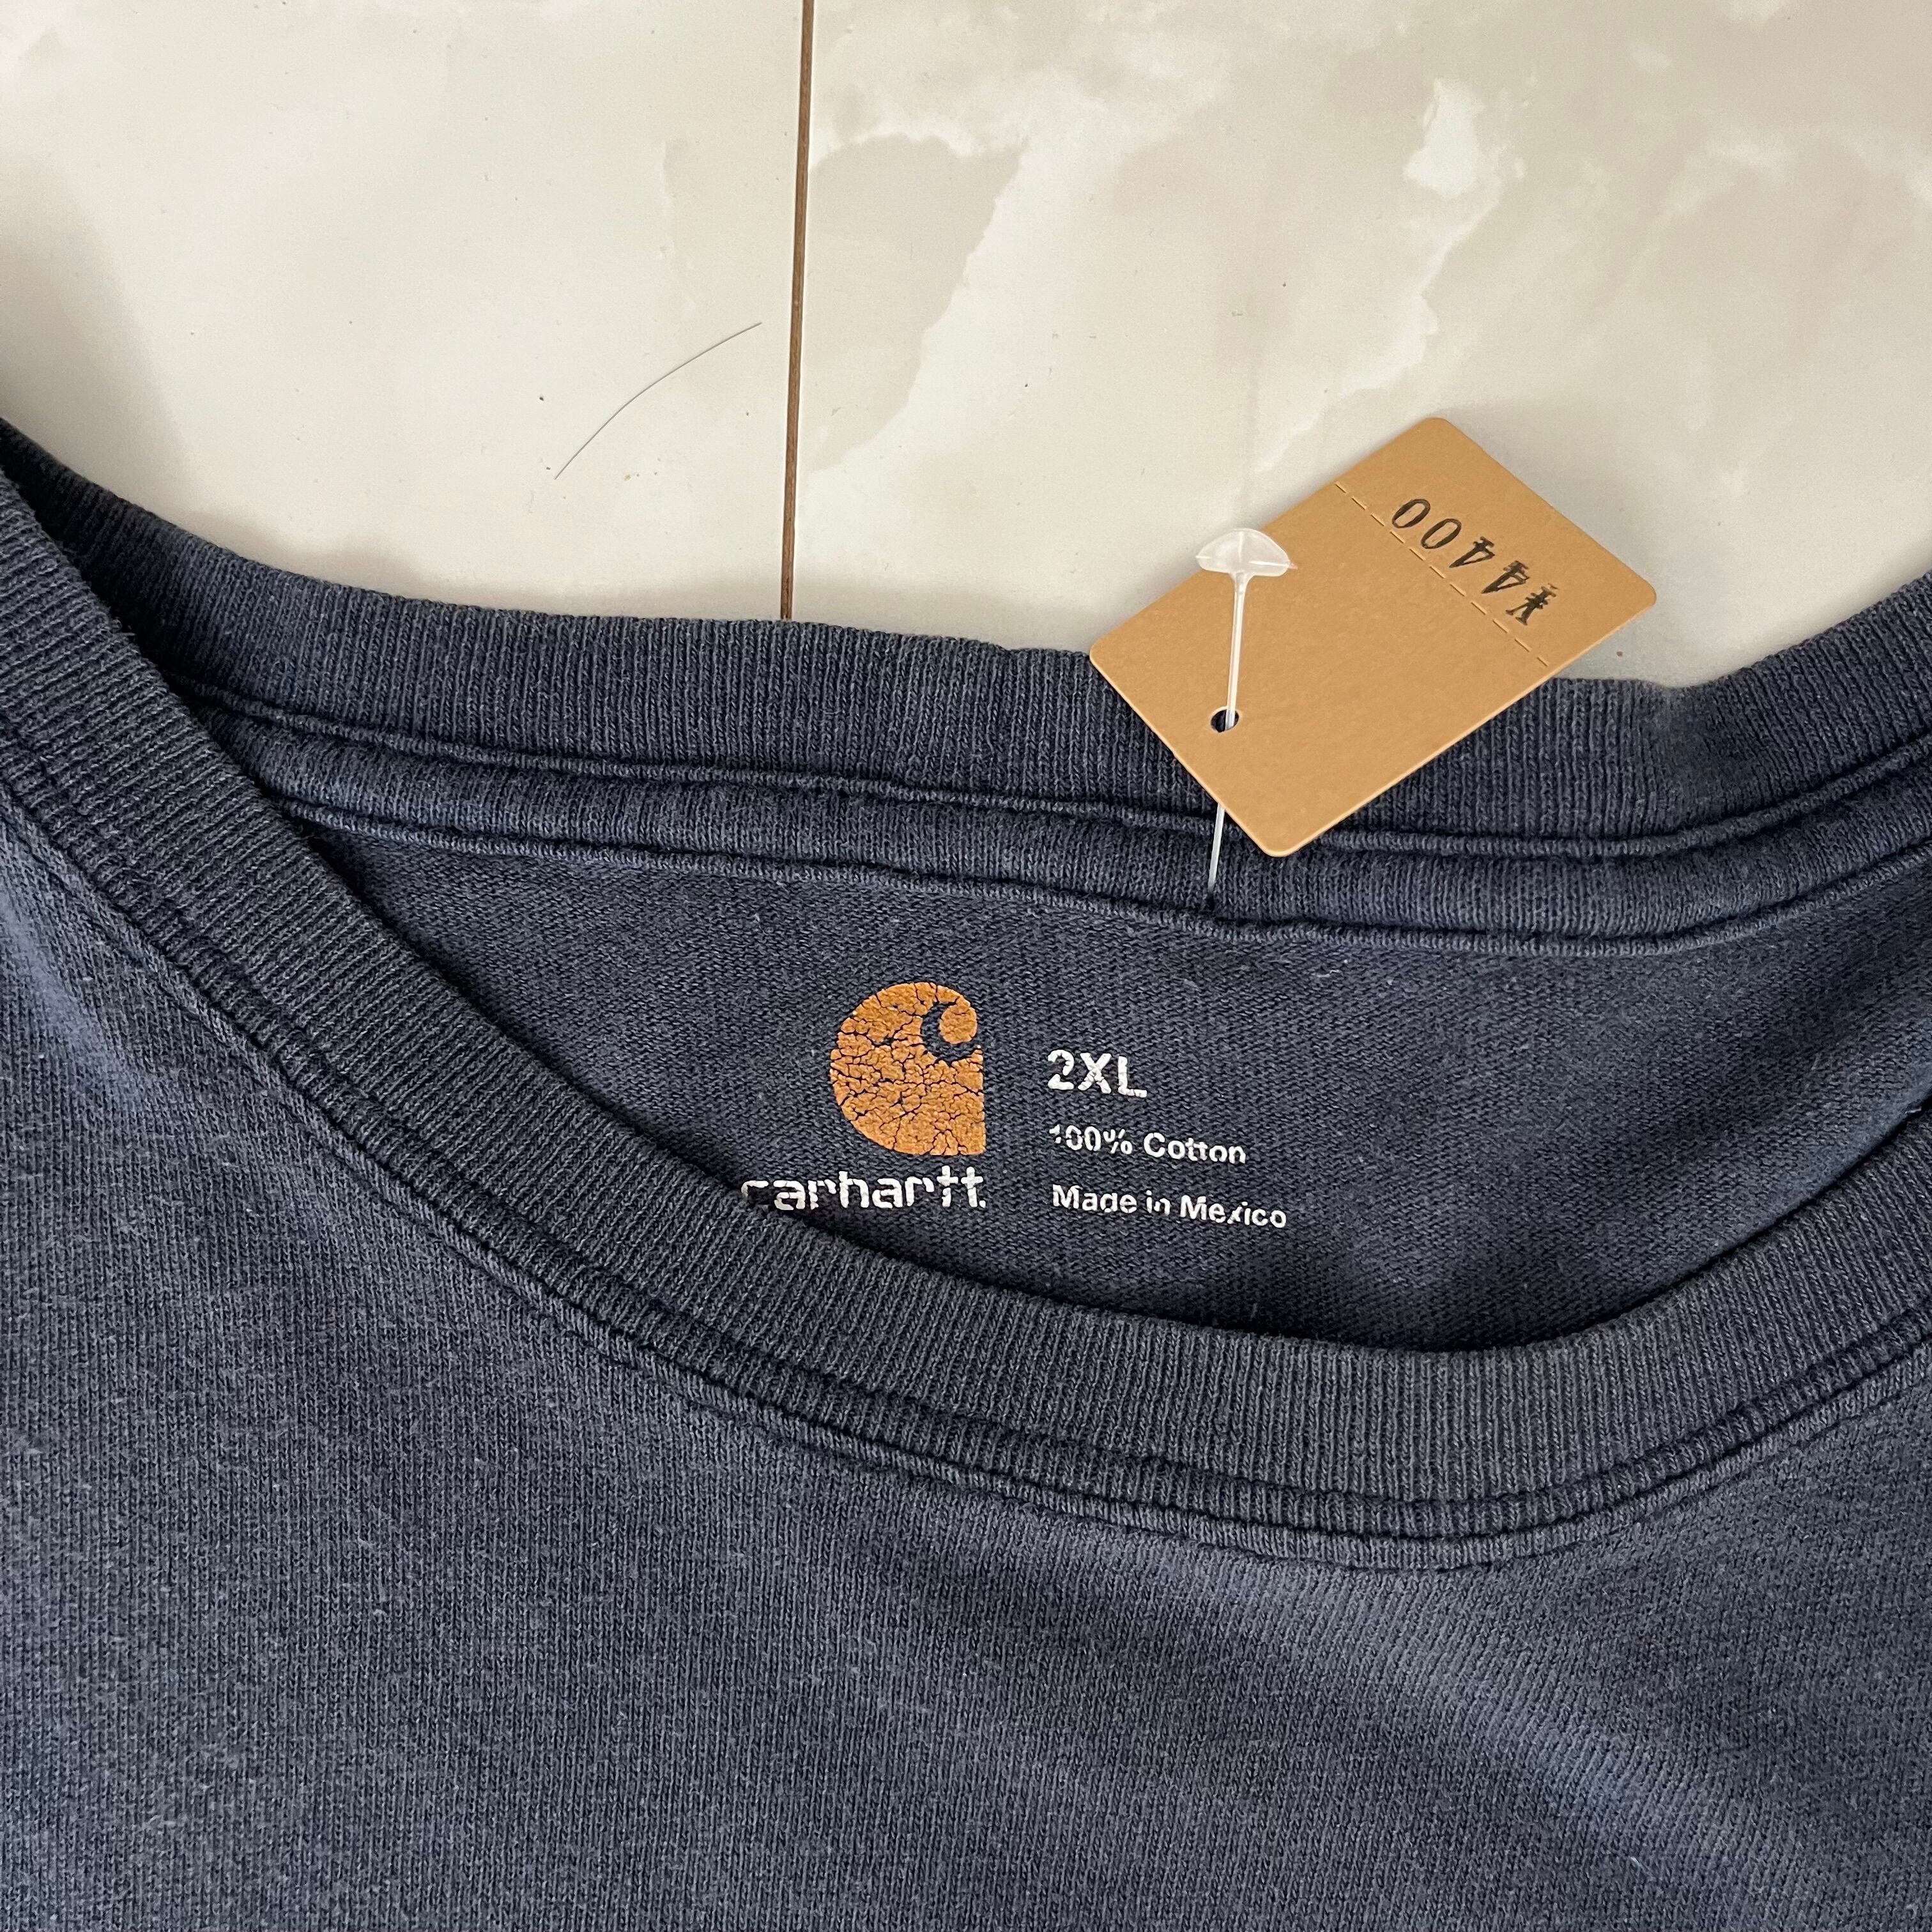 ¥4400
carhartt.
2XL
100% Cotton
Made in Mexico